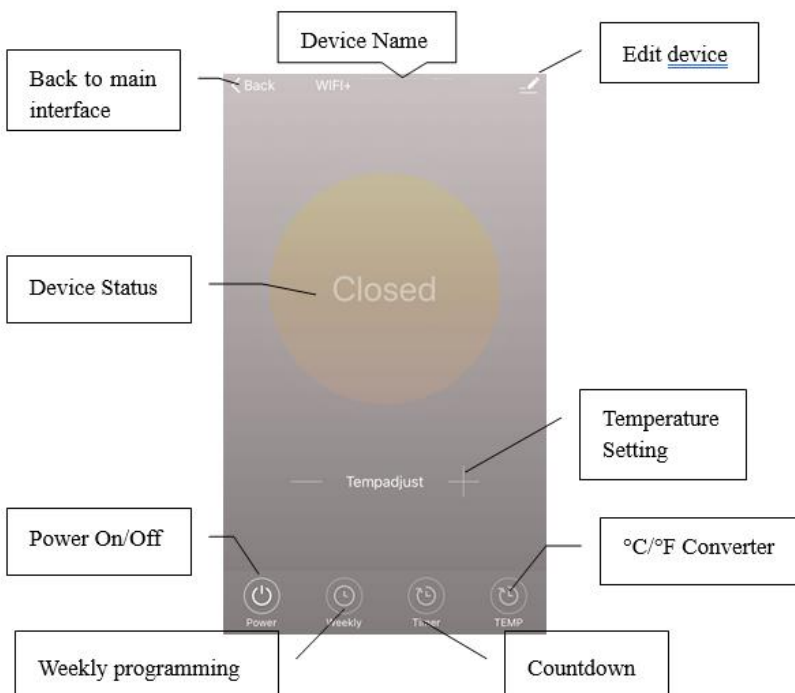 Device Name
Edit device
Back to main
interface
Back
WIFI+
Device Status
Closed
Temperature
Setting
Tempadjust
Power On/Off
°C/°F Converter
Power
Weekly
Timer
TEMP
Weekly programming
Countdown